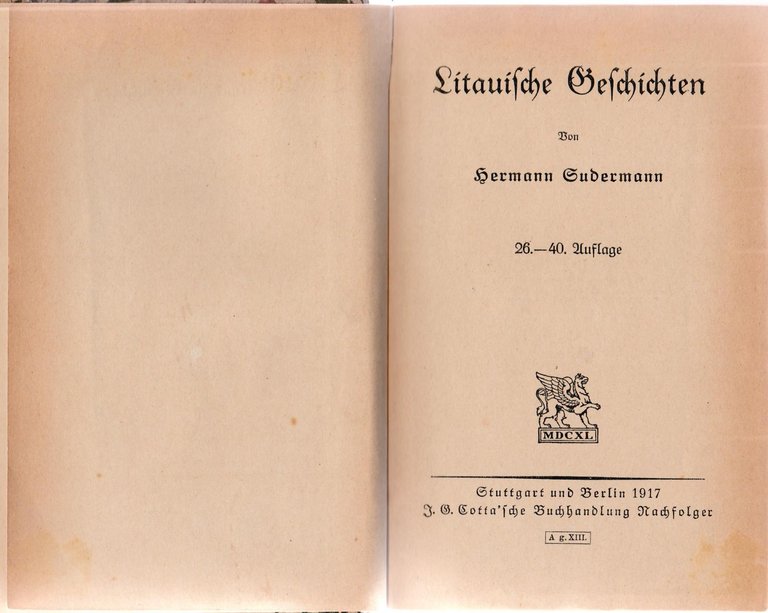 Litauiſche Geſchichten
Von
Hermann Sudermann
26.—40. Auflage
MDCXL
Stuttgart und Berlin 1917
J. G. Cotta'ſche Buchhandlung Nachfolger
A g. XIII.